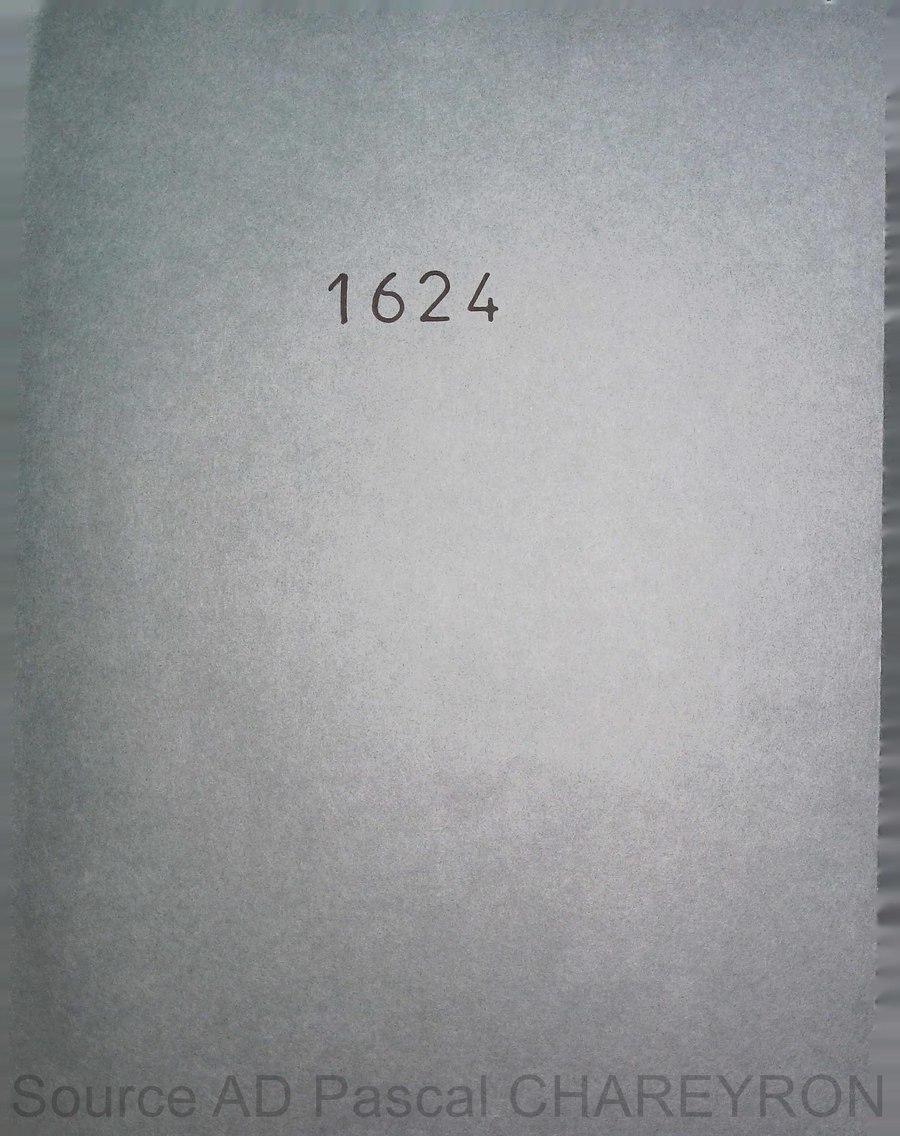 1624
Source AD Pascal CHAREYRON